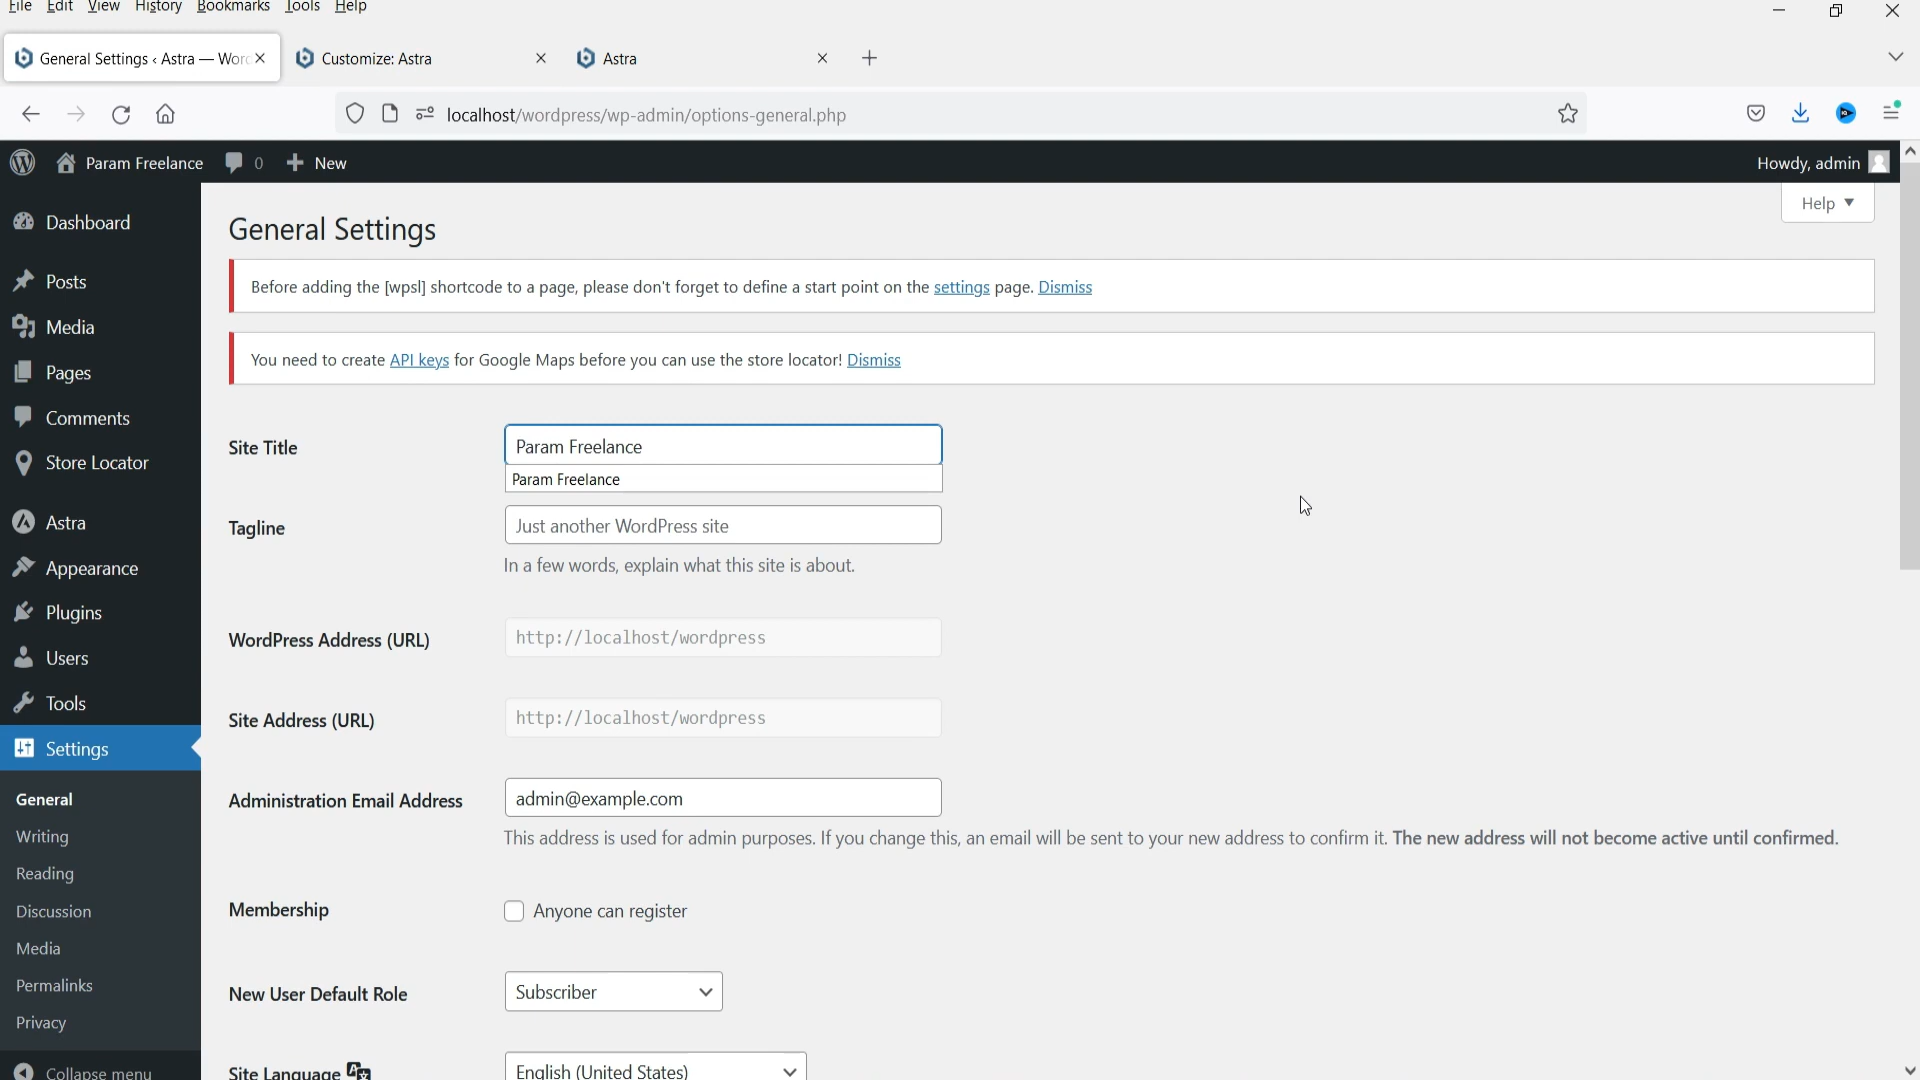 File Edit View History Bookmarks Tools Help
General Settings ‹ Astra — Word
Customize: Astra
Astra
localhost/wordpress/wp-admin/options-general.php
Param Freelance 0 New
Howdy, admin
Help
Dashboard
Posts
Media
Pages
Comments
Store Locator
Astra
Appearance
Plugins
Users
Tools
Settings
General
Writing
Reading
Discussion
Media
Permalinks
Privacy
Collapse menu
General Settings
Before adding the [wpsl] shortcode to a page, please don't forget to define a start point on the settings page. Dismiss
You need to create API keys for Google Maps before you can use the store locator! Dismiss
Site Title
Param Freelance
Param Freelance
Tagline
Just another WordPress site
In a few words, explain what this site is about.
WordPress Address (URL)
http://localhost/wordpress
Site Address (URL)
http://localhost/wordpress
Administration Email Address
admin@example.com
This address is used for admin purposes. If you change this, an email will be sent to your new address to confirm it. The new address will not become active until confirmed.
Membership
Anyone can register
New User Default Role
Subscriber
Site Language
English (United States)